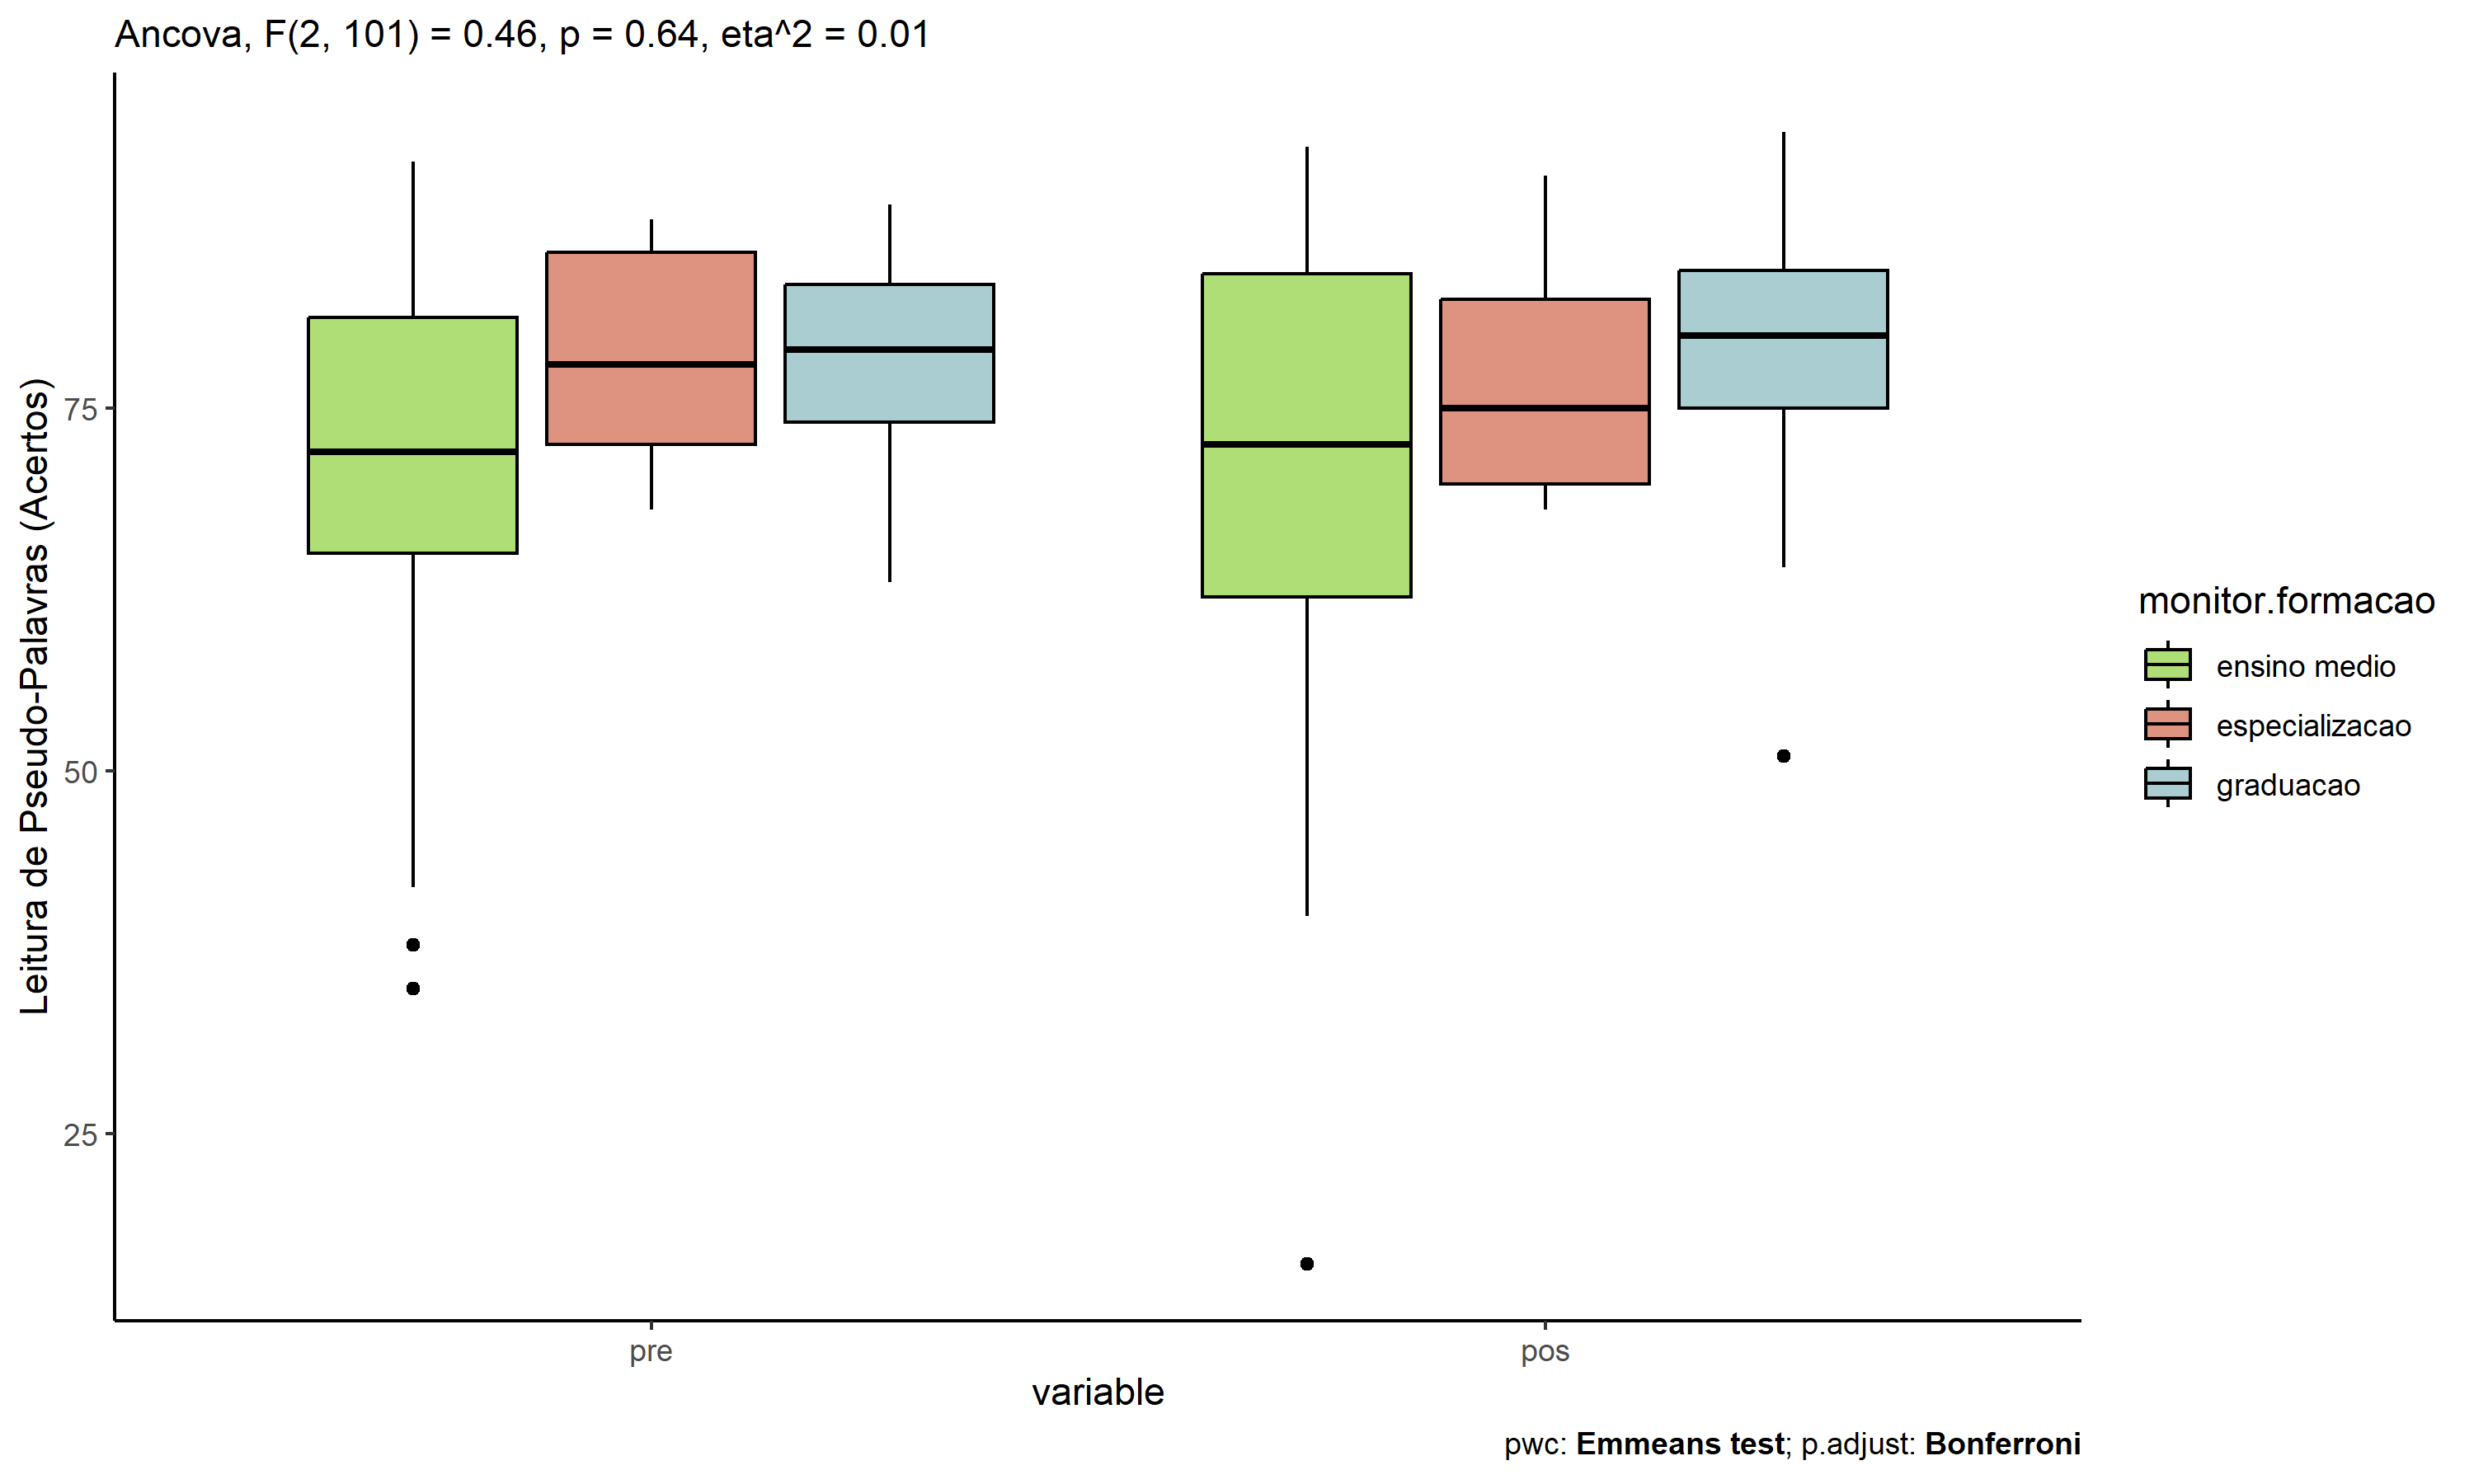 Ancova, F(2, 101) = 0.46, p = 0.64, eta^2 = 0.01
Leitura de Pseudo-Palavras (Acertos)
75
50
25
pre
pos
variable
monitor.formacao
ensino medio
especializacao
graduacao
pwc: Emmeans test; p.adjust: Bonferroni